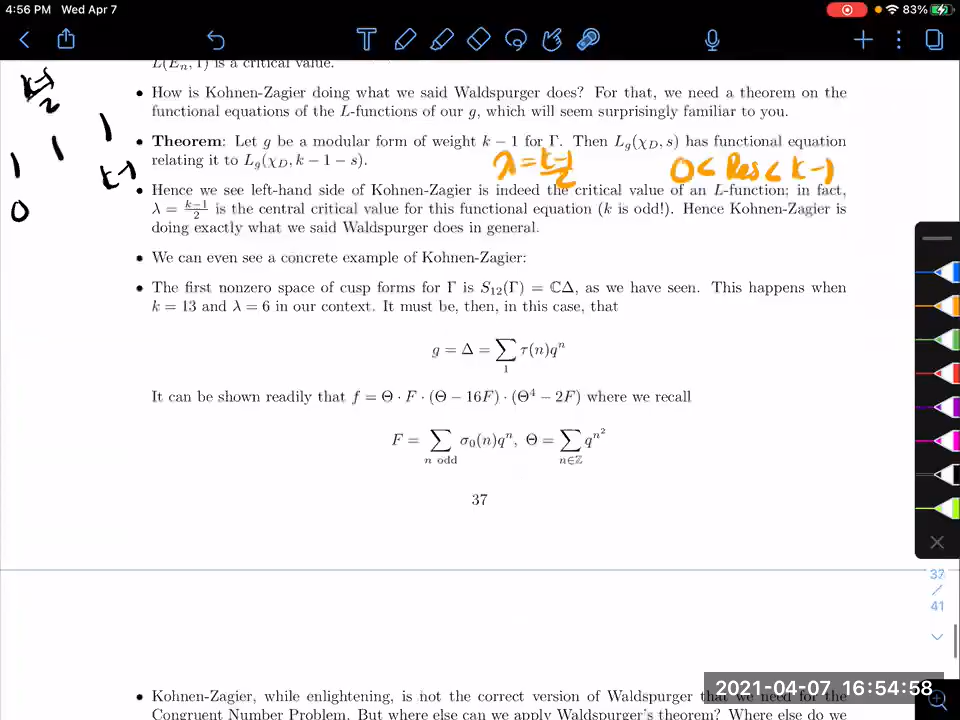 4:56 PM Wed Apr 7
83%
L(Eₙ, 1) is a critical value.
• How is Kohnen-Zagier doing what we said Waldspurger does? For that, we need a theorem on the
functional equations of the L-functions of our g, which will seem surprisingly familiar to you.
• Theorem: Let g be a modular form of weight k − 1 for Γ. Then L_g(χ_D, s) has functional equation
relating it to L_g(χ_D, k − 1 − s).
λ = 
0 < Re s < k-1
• Hence we see left-hand side of Kohnen-Zagier is indeed the critical value of an L-function; in fact,
λ = (k−1)/2 is the central critical value for this functional equation (k is odd!). Hence Kohnen-Zagier is
doing exactly what we said Waldspurger does in general.
• We can even see a concrete example of Kohnen-Zagier:
• The first nonzero space of cusp forms for Γ is S₁₂(Γ) = ℂΔ, as we have seen. This happens when
k = 13 and λ = 6 in our context. It must be, then, in this case, that
g = Δ = ∑₁ τ(n)qⁿ
It can be shown readily that f = Θ · F · (Θ − 16F) · (Θ⁴ − 2F) where we recall
F = ∑_{n odd} σ₀(n)qⁿ, Θ = ∑_{n∈ℤ} q^{n²}
37
37
/
41
• Kohnen-Zagier, while enlightening, is not the correct version of Waldspurger that we need for the
Congruent Number Problem. But where else can we apply Waldspurger's theorem? Where else do we
2021-04-07 16:54:58